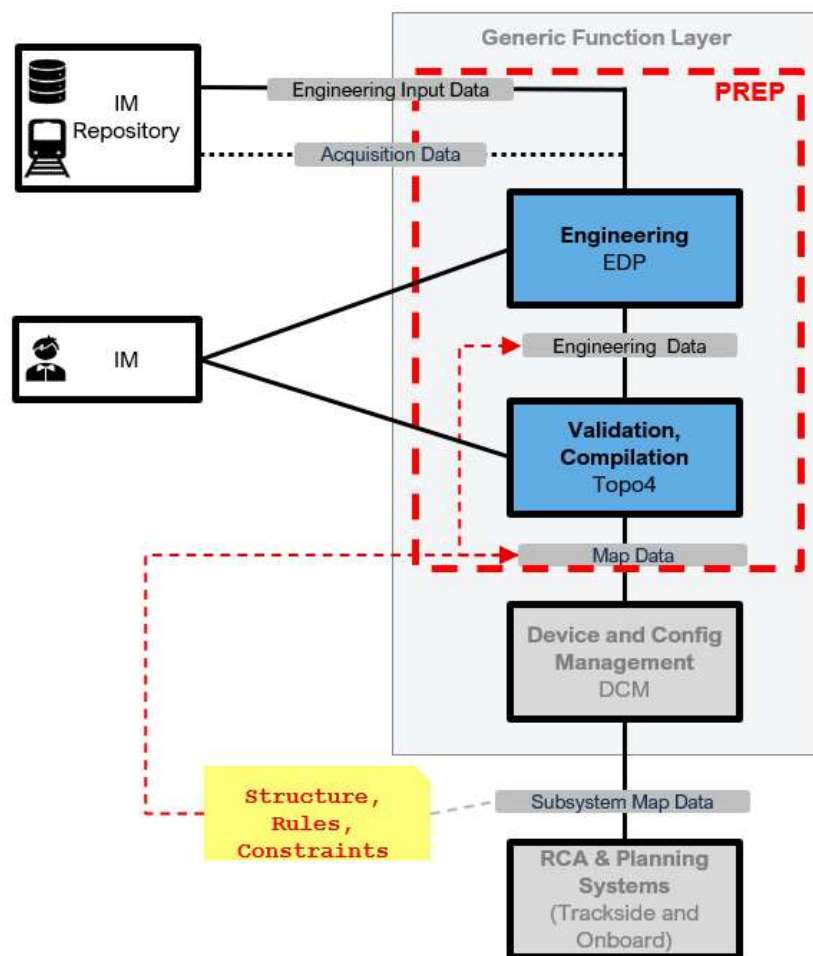 Generic Function Layer
PREP
IM
Repository
Engineering Input Data
Acquisition Data
Engineering
EDP
IM
Engineering Data
Validation,
Compilation
Topo4
Map Data
Device and Config
Management
DCM
Structure,
Rules,
Constraints
Subsystem Map Data
RCA & Planning
Systems
(Trackside and
Onboard)